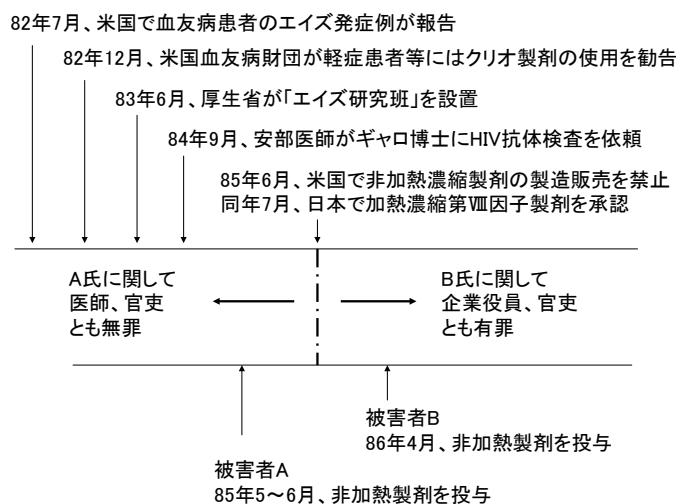 82年7月、米国で血友病患者のエイズ発症例が報告
82年12月、米国血友病財団が軽症患者等にはクリオ製剤の使用を勧告
83年6月、厚生省が「エイズ研究班」を設置
84年9月、安部医師がギャロ博士にHIV抗体検査を依頼
85年6月、米国で非加熱濃縮製剤の製造販売を禁止
同年7月、日本で加熱濃縮第Ⅷ因子製剤を承認
A氏に関して
医師、官吏
とも無罪
B氏に関して
企業役員、官吏
とも有罪
被害者B
86年4月、非加熱製剤を投与
被害者A
85年5～6月、非加熱製剤を投与